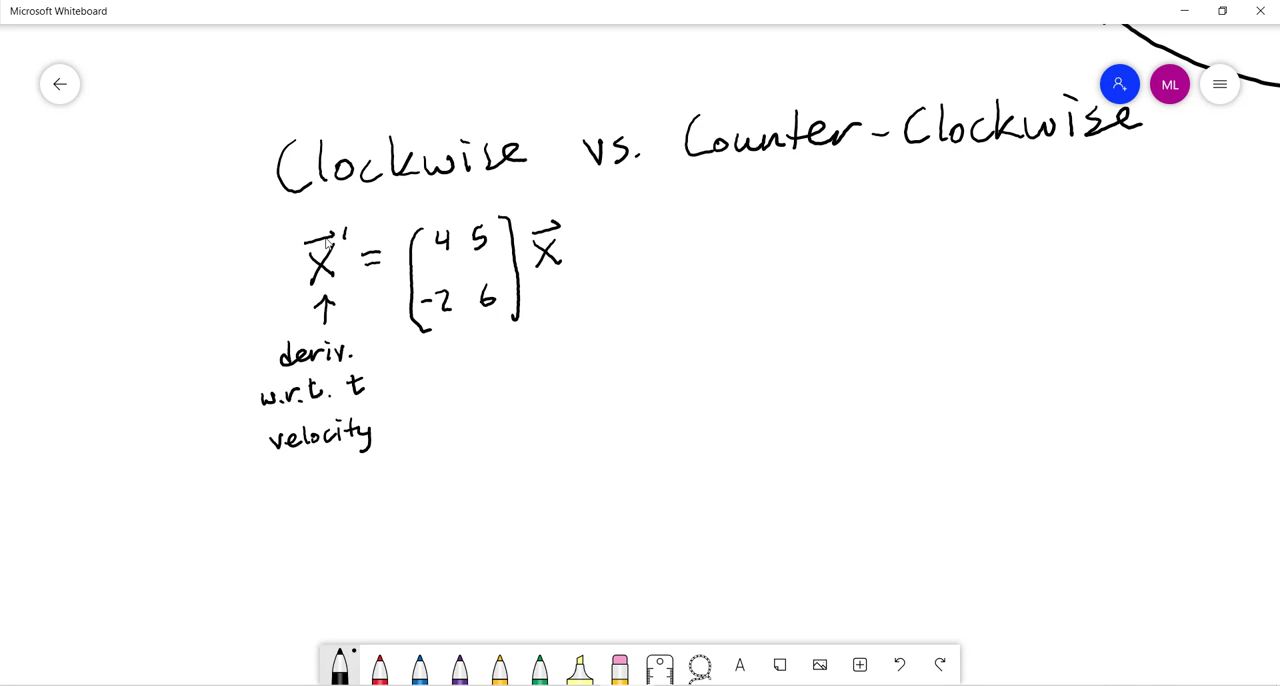 Microsoft Whiteboard
ML
Clockwise vs. Counter-Clockwise
x⃗' = [4 5
-2 6] x⃗
↑
deriv.
w.r.t. t
velocity
A